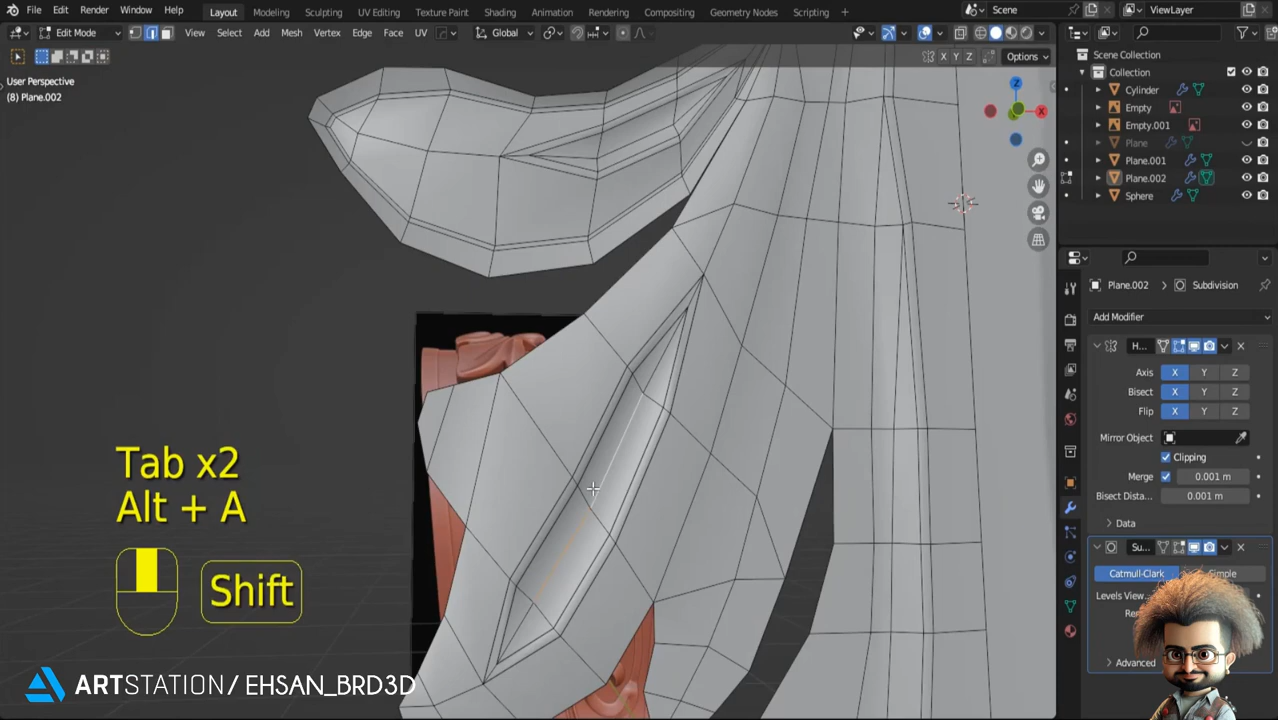 File Edit Render Window Help Layout Modeling Sculpting UV Editing Texture Paint Shading Animation Rendering Compositing Geometry Nodes Scripting + Scene ViewLayer
Edit Mode View Select Add Mesh Vertex Edge Face UV Global
X Y Z Options
User Perspective
(8) Plane.002
Z
X
Scene Collection
Collection
Cylinder
Empty
Empty.001
Plane
Plane.001
Plane.002
Sphere
Plane.002 > Subdivision
Add Modifier
H...
Axis X Y Z
Bisect X Y Z
Flip X Y Z
Mirror Object
Clipping
Merge 0.001 m
Bisect Dista... 0.001 m
Data
Su...
Catmull-Clark Simple
Levels View...
Advanced
Tab x2
Alt + A
Shift
ARTSTATION / EHSAN_BRD3D